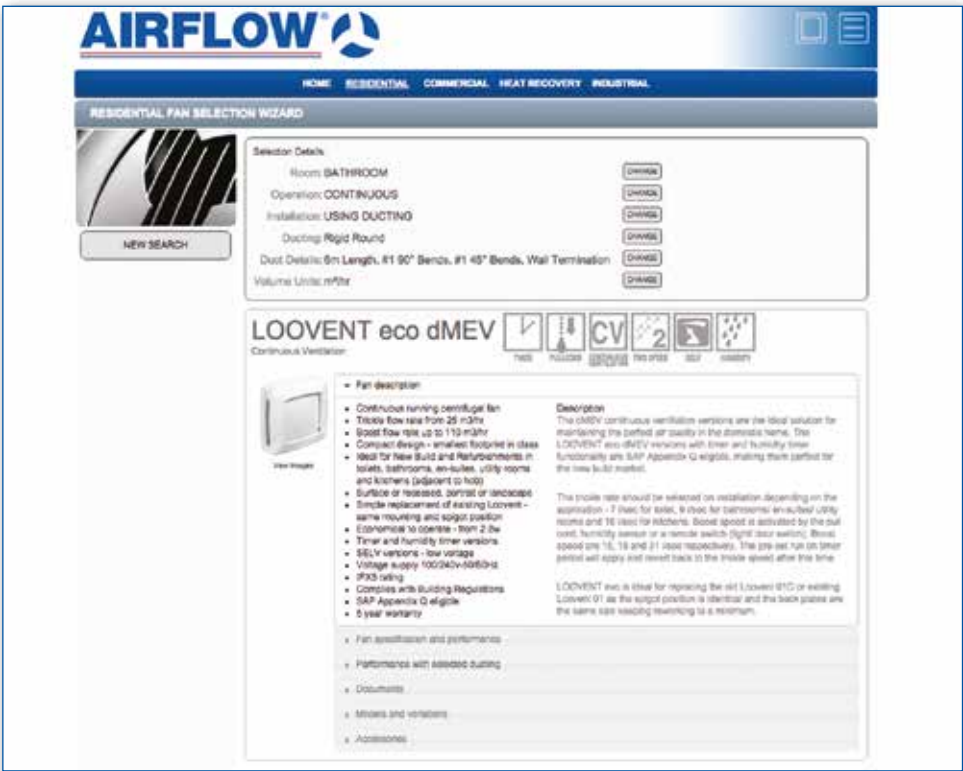 AIRFLOW
HOME RESIDENTIAL COMMERCIAL HEAT RECOVERY INDUSTRIAL
RESIDENTIAL FAN SELECTION WIZARD
NEW SEARCH
Selection Details
Room: BATHROOM CHANGE
Operation: CONTINUOUS CHANGE
Installation: USING DUCTING CHANGE
Ducting: Rigid Round CHANGE
Duct Details: 6m Length, #1 90° Bends, #1 45° Bends, Wall Termination CHANGE
Volume Units: m³/hr CHANGE
LOOVENT eco dMEV
Continuous Ventilation
CV
2
TIMER PULLCORD CONTINUOUS VENTILATION TWO SPEED SELV HUMIDITY
View Images
Fan description
Continuous running centrifugal fan
Trickle flow rate from 25 m3/hr
Boost flow rate up to 110 m3/hr
Compact design - smallest footprint in class
Ideal for New Build and Refurbishments in
toilets, bathrooms, en-suites, utility rooms
and kitchens (adjacent to hob)
Surface or recessed, portrait or landscape
Simple replacement of existing Loovent -
same mounting and spigot position
Economical to operate - from 2.8w
Timer and humidity timer versions
SELV versions - low voltage
Voltage supply 100/240v-50/60Hz
IPX5 rating
Complies with Building Regulations
SAP Appendix Q eligible
5 year warranty
Description
The dMEV continuous ventilation versions are the ideal solution for
maintaining the perfect air quality in the domestic home. The
LOOVENT eco dMEV versions with timer and humidity timer
functionality are SAP Appendix Q eligible, making them perfect for
the new build market.
The trickle rate should be selected on installation depending on the
application - 7 l/sec for toilet, 9 l/sec for bathrooms/ en-suites/ utility
rooms and 16 l/sec for kitchens. Boost speed is activated by the pull
cord, humidity sensor or a remote switch (light/ door switch). Boost
speed are 15, 18 and 31 l/sec respectively. The pre-set run on timer
period will apply and revert back to the trickle speed after this time
LOOVENT evo is ideal for replacing the old Loovent 91C or existing
Loovent 91 as the spigot position is identical and the back plates are
the same size keeping reworking to a minimum.
Fan specification and performance
Performance with selected ducting
Documents
Models and variations
Accessories